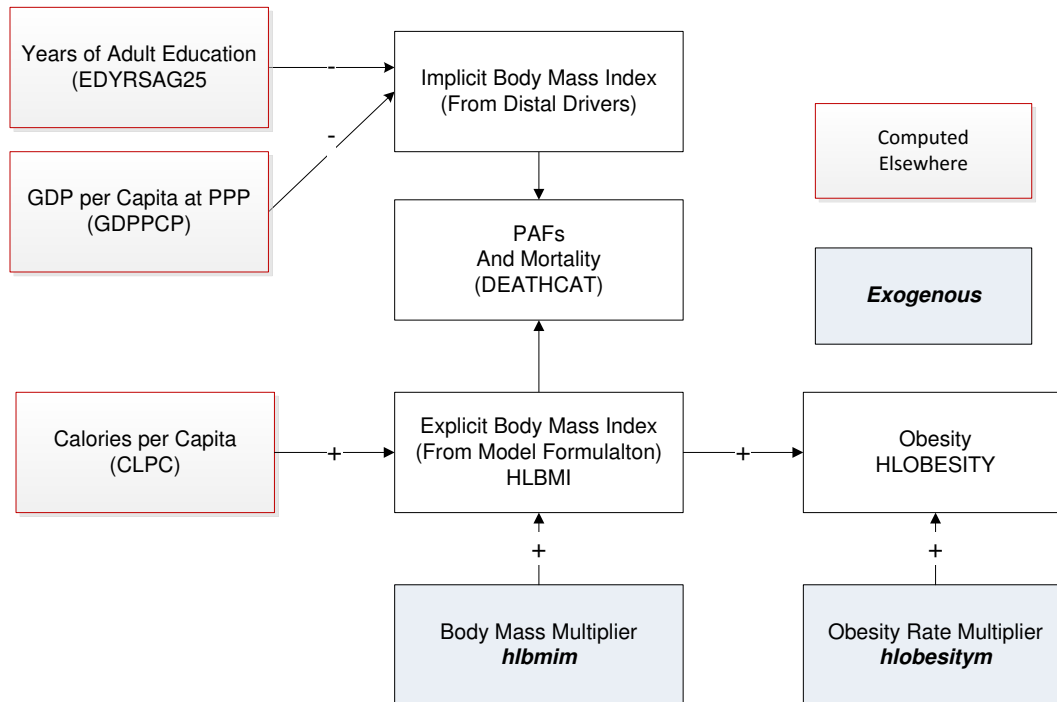 Years of Adult Education
(EDYRSAG25
-
Implicit Body Mass Index
(From Distal Drivers)
-
GDP per Capita at PPP
(GDPPCP)
Computed
Elsewhere
PAFs
And Mortality
(DEATHCAT)
Exogenous
Calories per Capita
(CLPC)
+
Explicit Body Mass Index
(From Model Formulalton)
HLBMI
+
Obesity
HLOBESITY
+
+
Body Mass Multiplier
hlbmim
Obesity Rate Multiplier
hlobesitym